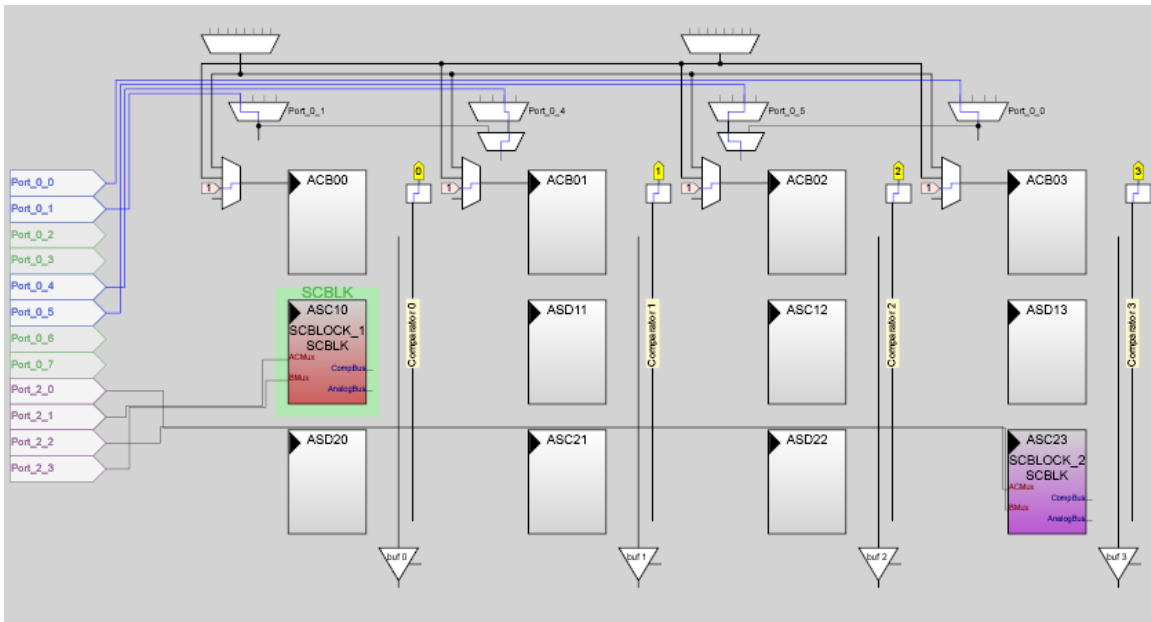 Port_0_1
Port_0_4
Port_0_5
Port_0_0
0
1
2
3
1
1
1
1
ACB00
ACB01
ACB02
ACB03
Port_0_0
Port_0_1
Port_0_2
Port_0_3
Port_0_4
Port_0_5
Port_0_6
Port_0_7
Port_2_0
Port_2_1
Port_2_2
Port_2_3
SCBLK
ASC10
SCBLOCK_1
SCBLK
ACMux
BMux
CompBus
AnalogBus
Comparator 0
ASD11
Comparator 1
ASC12
Comparator 2
ASD13
Comparator 3
ASD20
ASC21
ASD22
ASC23
SCBLOCK_2
SCBLK
ACMux
BMux
CompBus
AnalogBus
buf 0
buf 1
buf 2
buf 3